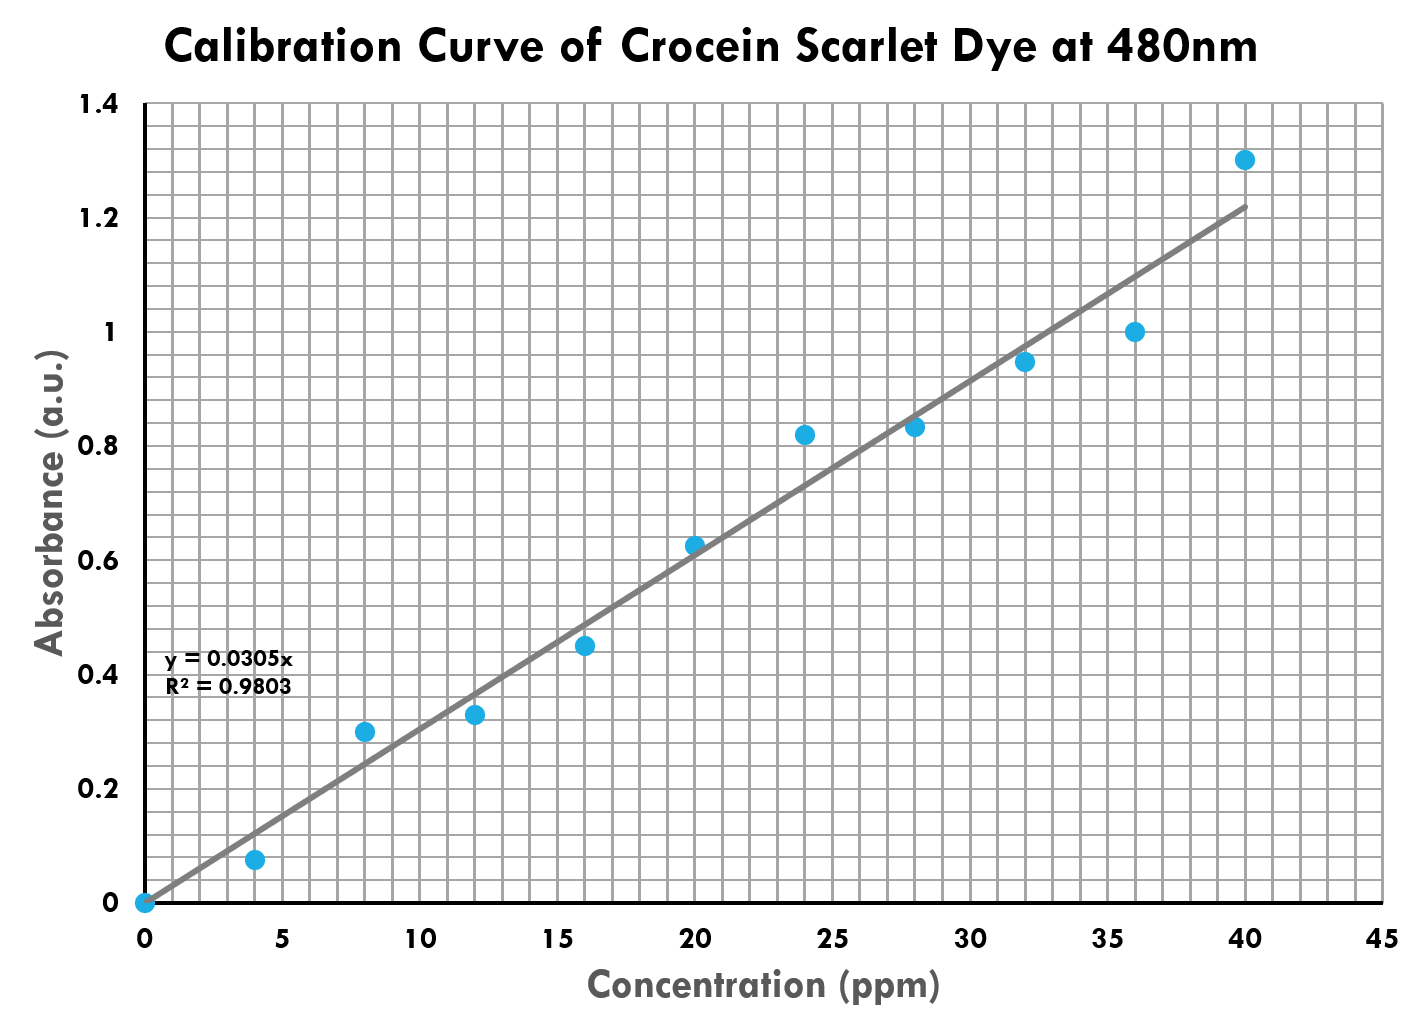 Calibration Curve of Crocein Scarlet Dye at 480nm
1.4
1.2
1
0.8
0.6
0.4
0.2
0
Absorbance (a.u.)
y = 0.0305x
R² = 0.9803
0 5 10 15 20 25 30 35 40 45
Concentration (ppm)